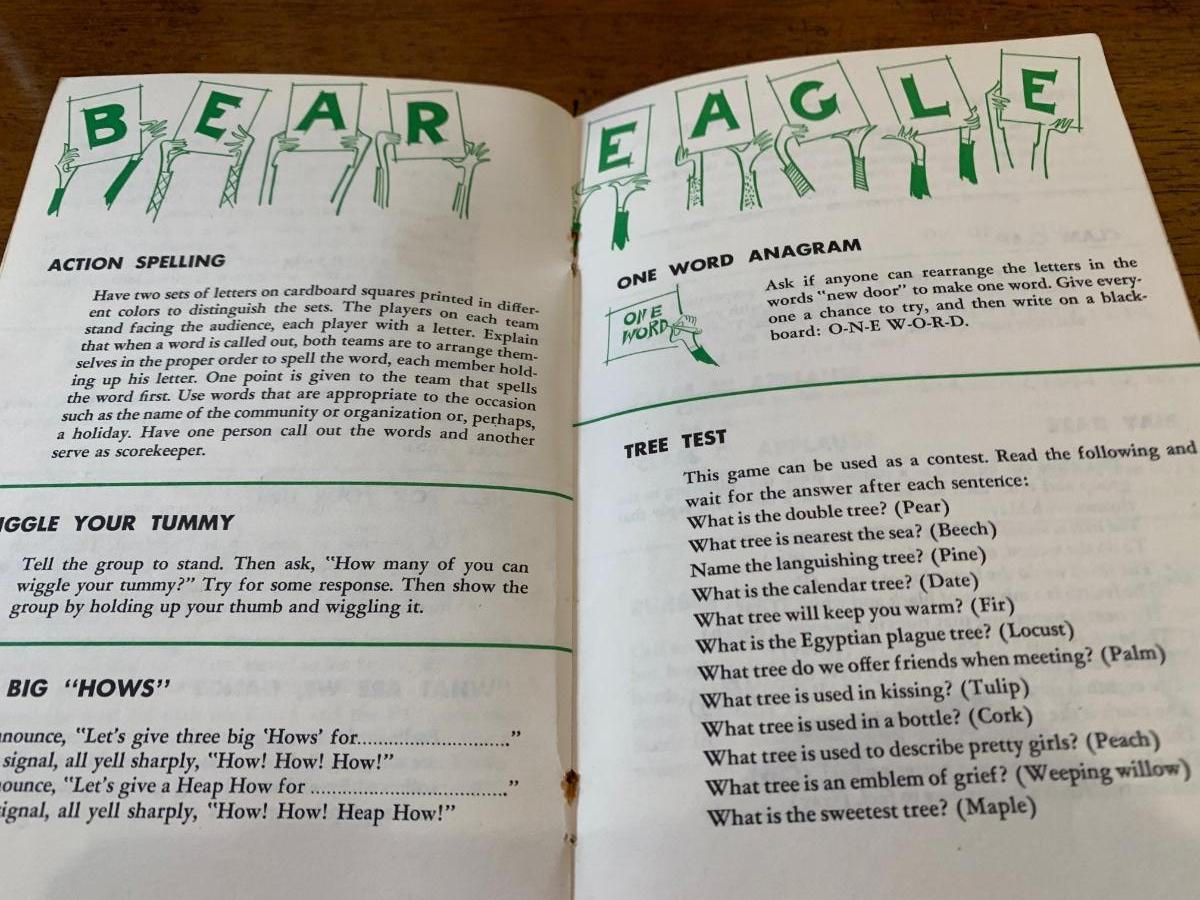 BEAR
ACTION SPELLING
Have two sets of letters on cardboard squares printed in differ-
ent colors to distinguish the sets. The players on each team
stand facing the audience, each player with a letter. Explain
that when a word is called out, both teams are to arrange them-
selves in the proper order to spell the word, each member hold-
ing up his letter. One point is given to the team that spells
the word first. Use words that are appropriate to the occasion
such as the name of the community or organization or, perhaps,
a holiday. Have one person call out the words and another
serve as scorekeeper.
IGGLE YOUR TUMMY
Tell the group to stand. Then ask, "How many of you can
wiggle your tummy?" Try for some response. Then show the
group by holding up your thumb and wiggling it.
BIG "HOWS"
nounce, "Let's give three big 'Hows' for............................"
signal, all yell sharply, "How! How! How!"
ounce, "Let's give a Heap How for ...................................."
ignal, all yell sharply, "How! How! Heap How!"
EAGLE
ONE WORD ANAGRAM
ONE
WORD
Ask if anyone can rearrange the letters in the
words "new door" to make one word. Give every-
one a chance to try, and then write on a black-
board: O-N-E W-O-R-D.
TREE TEST
This game can be used as a contest. Read the following and
wait for the answer after each sentence:
What is the double tree? (Pear)
What tree is nearest the sea? (Beech)
Name the languishing tree? (Pine)
What is the calendar tree? (Date)
What tree will keep you warm? (Fir)
What is the Egyptian plague tree? (Locust)
What tree do we offer friends when meeting? (Palm)
What tree is used in kissing? (Tulip)
What tree is used in a bottle? (Cork)
What tree is used to describe pretty girls? (Peach)
What tree is an emblem of grief? (Weeping willow)
What is the sweetest tree? (Maple)